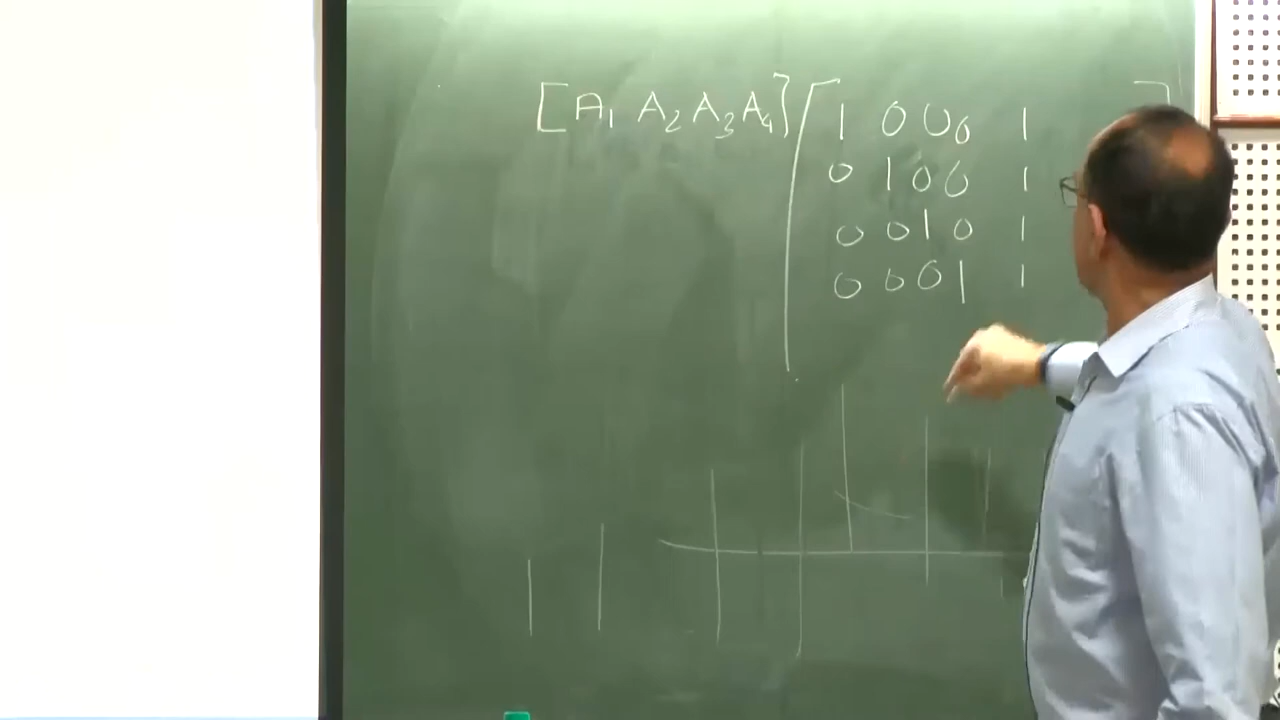 [A₁ A₂ A₃ A₄] [1 0 0 0 1
0 1 0 0 1
0 0 1 0 1
0 0 0 1 1